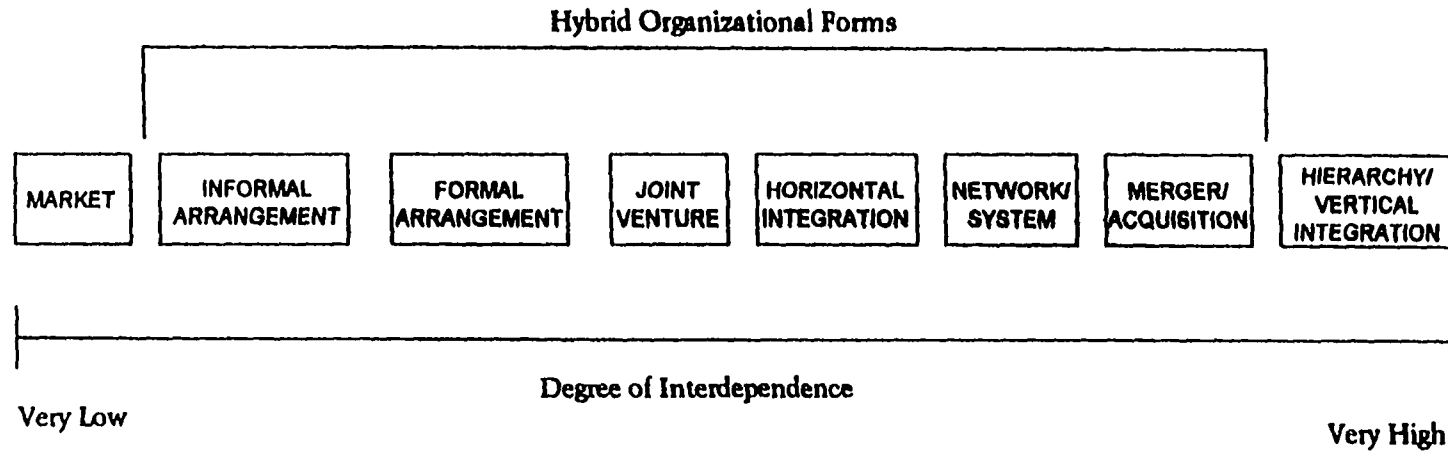 Hybrid Organizational Forms
MARKET
INFORMAL
ARRANGEMENT
FORMAL
ARRANGEMENT
JOINT
VENTURE
HORIZONTAL
INTEGRATION
NETWORK/
SYSTEM
MERGER/
ACQUISITION
HIERARCHY/
VERTICAL
INTEGRATION
Degree of Interdependence
Very Low
Very High